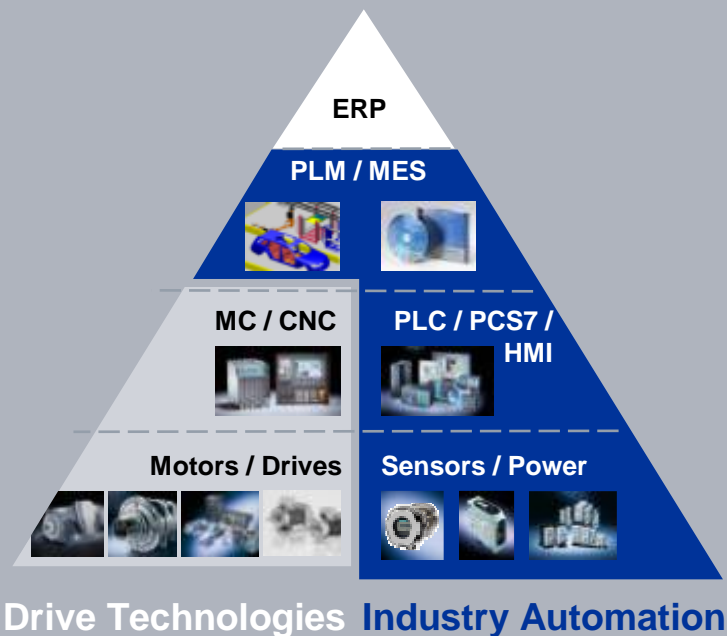 ERP
PLM / MES
MC / CNC
PLC / PCS7 /
HMI
Motors / Drives
Sensors / Power
Drive Technologies
Industry Automation